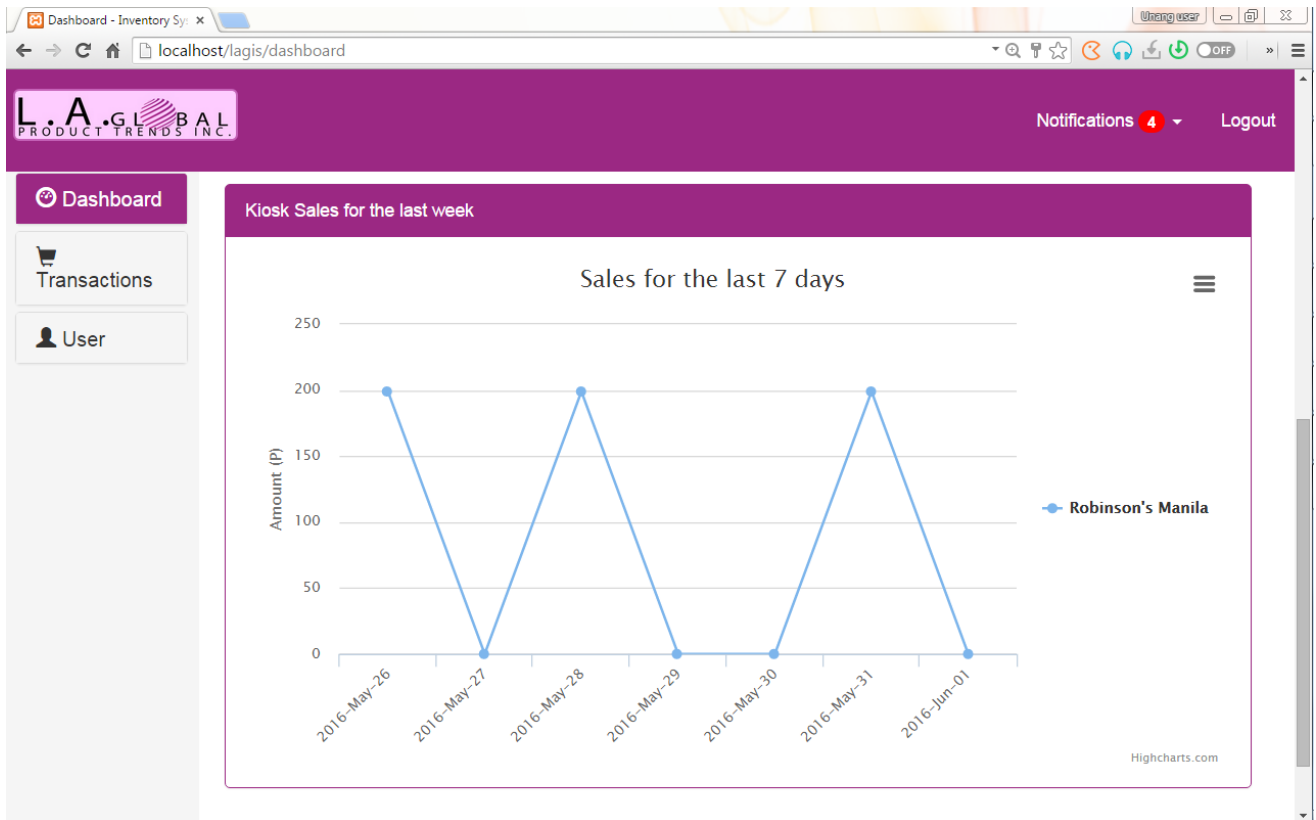 Dashboard - Inventory Sy
Unang user
localhost/lagis/dashboard
OFF
»
L.A.GLOBAL
PRODUCT TRENDS INC.
Notifications 4
Logout
Dashboard
Transactions
User
Kiosk Sales for the last week
Sales for the last 7 days
250
200
150
100
50
0
Amount (P)
2016-May-26
2016-May-27
2016-May-28
2016-May-29
2016-May-30
2016-May-31
2016-Jun-01
Robinson's Manila
Highcharts.com